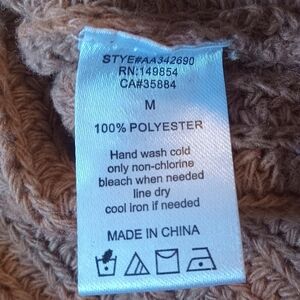 STYE#AA342690
RN:149854
CA#35884
M
100% POLYESTER
Hand wash cold
only non-chlorine
bleach when needed
line dry
cool iron if needed
MADE IN CHINA